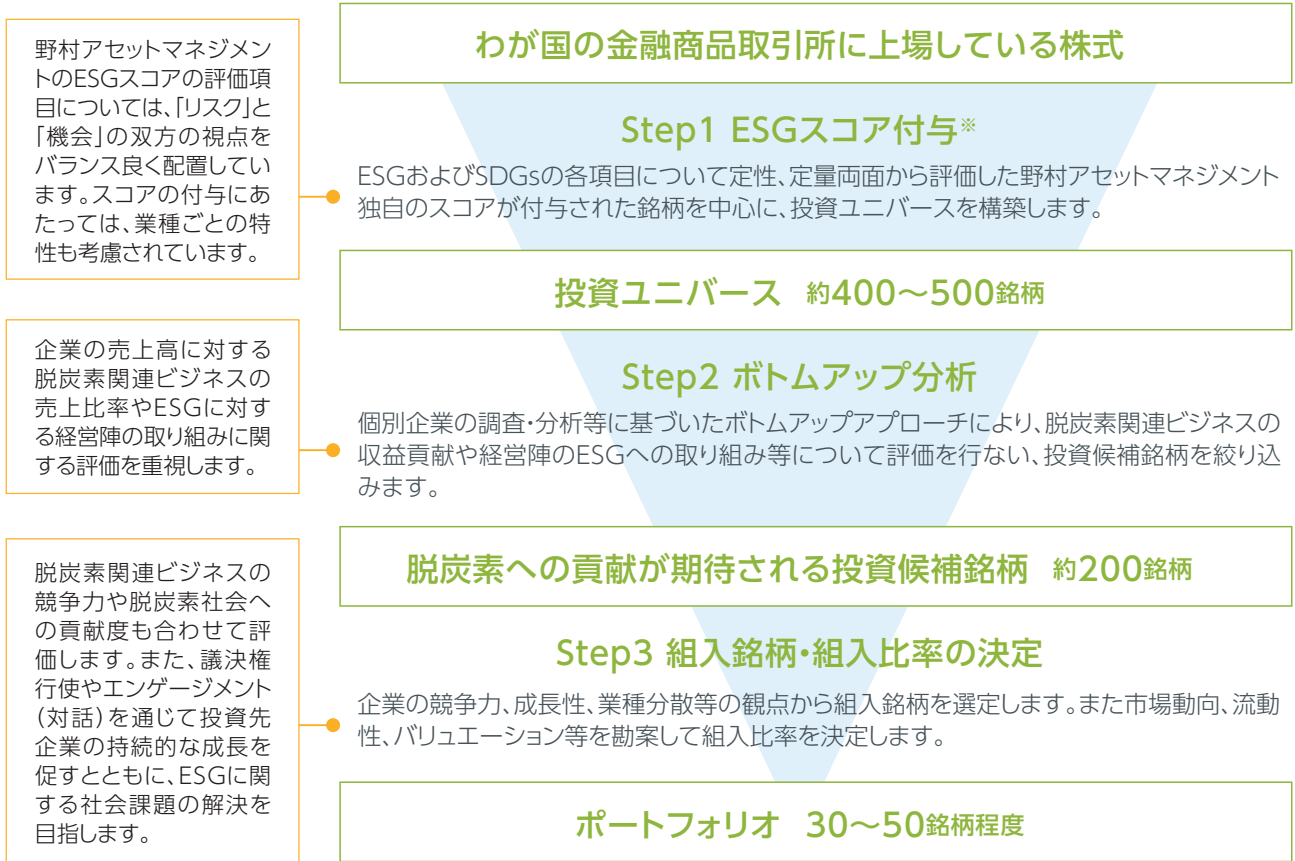 わが国の金融商品取引所に上場している株式
野村アセットマネジメン
トのESGスコアの評価項
目については、「リスク」と
「機会」の双方の視点を
バランス良く配置してい
ます。スコアの付与にあ
たっては、業種ごとの特
性も考慮されています。
Step1 ESGスコア付与※
ESGおよびSDGsの各項目について定性、定量両面から評価した野村アセットマネジメント
独自のスコアが付与された銘柄を中心に、投資ユニバースを構築します。
投資ユニバース 約400～500銘柄
企業の売上高に対する
脱炭素関連ビジネスの
売上比率やESGに対す
る経営陣の取り組みに関
する評価を重視します。
Step2 ボトムアップ分析
個別企業の調査・分析等に基づいたボトムアップアプローチにより、脱炭素関連ビジネスの
収益貢献や経営陣のESGへの取り組み等について評価を行ない、投資候補銘柄を絞り込
みます。
脱炭素への貢献が期待される投資候補銘柄 約200銘柄
脱炭素関連ビジネスの
競争力や脱炭素社会へ
の貢献度も合わせて評
価します。また、議決権
行使やエンゲージメント
（対話）を通じて投資先
企業の持続的な成長を
促すとともに、ESGに関
する社会課題の解決を
目指します。
Step3 組入銘柄・組入比率の決定
企業の競争力、成長性、業種分散等の観点から組入銘柄を選定します。また市場動向、流動
性、バリュエーション等を勘案して組入比率を決定します。
ポートフォリオ 30～50銘柄程度